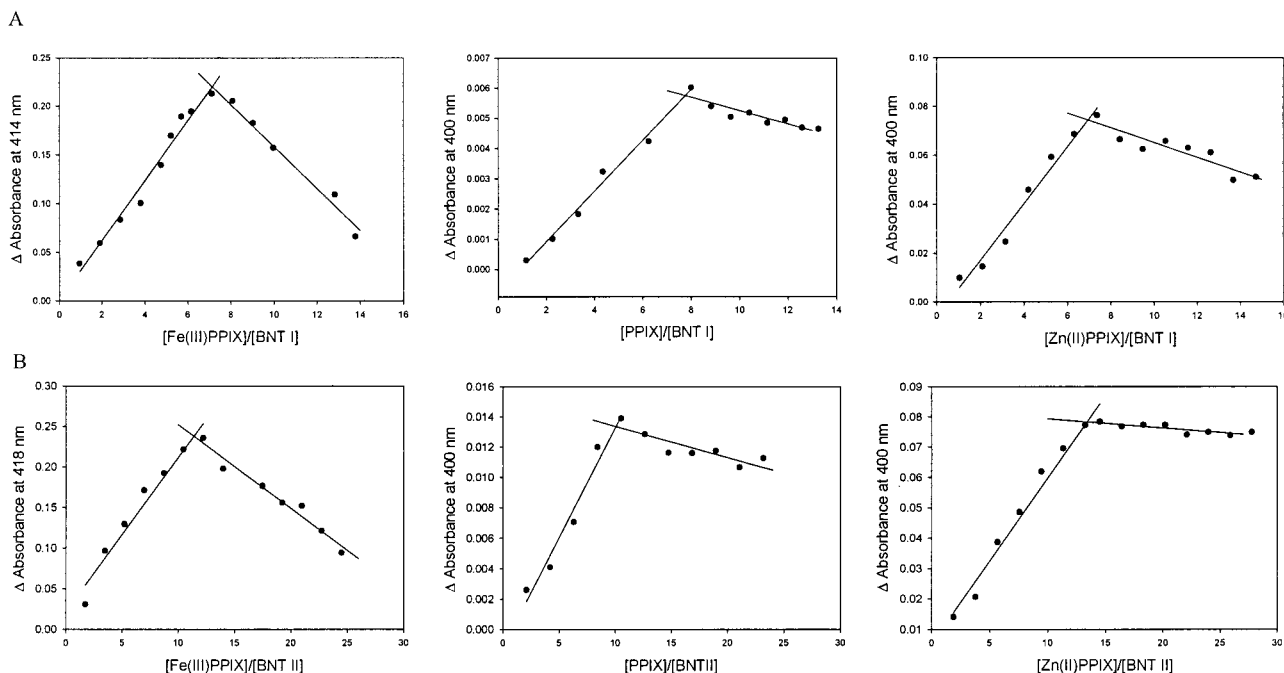 A
Δ Absorbance at 414 nm
0.25
0.20
0.15
0.10
0.05
0.00
0 2 4 6 8 10 12 14 16
[Fe(III)PPIX]/[BNT I]
Δ Absorbance at 400 nm
0.007
0.006
0.005
0.004
0.003
0.002
0.001
0.000
0 2 4 6 8 10 12 14
[PPIX]/[BNT I]
Δ Absorbance at 400 nm
0.10
0.08
0.06
0.04
0.02
0.00
0 2 4 6 8 10 12 14 16
[Zn(II)PPIX]/[BNT I]
B
Δ Absorbance at 418 nm
0.30
0.25
0.20
0.15
0.10
0.05
0.00
0 5 10 15 20 25 30
[Fe(III)PPIX]/[BNT II]
Δ Absorbance at 400 nm
0.016
0.014
0.012
0.010
0.008
0.006
0.004
0.002
0.000
0 5 10 15 20 25 30
[PPIX]/[BNTII]
Δ Absorbance at 400 nm
0.09
0.08
0.07
0.06
0.05
0.04
0.03
0.02
0.01
0 5 10 15 20 25 30
[Zn(II)PPIX]/[BNT II]